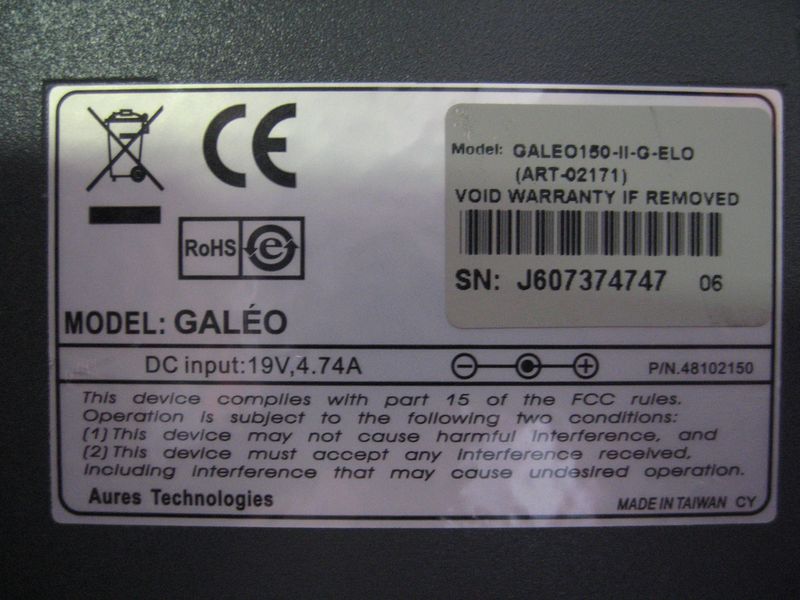 CE
RoHS e
MODEL: GALÉO
Model: GALEO150-II-G-ELO
(ART-02171)
VOID WARRANTY IF REMOVED
SN: J607374747 06
DC input:19V,4.74A
P/N.48102150
This device complies with part 15 of the FCC rules.
Operation is subject to the following two conditions:
(1)This device may not cause harmful interference, and
(2)This device must accept any interference received,
including interference that may cause undesired operation.
Aures Technologies
MADE IN TAIWAN CY